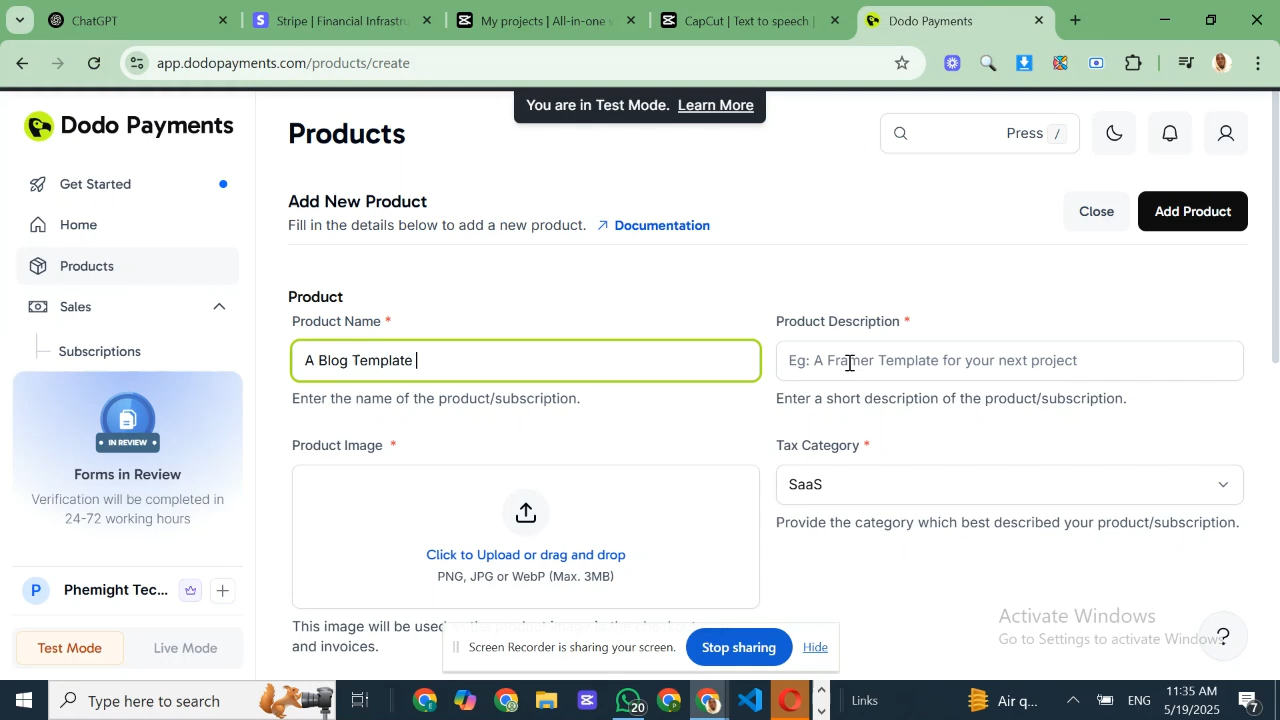 ChatGPT
Stripe | Financial Infrastru
My projects | All-in-one v
CapCut | Text to speech |
Dodo Payments
app.dodopayments.com/products/create
You are in Test Mode. Learn More
Dodo Payments
Products
Press /
Get Started
Home
Products
Sales
Subscriptions
IN REVIEW
Forms in Review
Verification will be completed in
24-72 working hours
P Phemight Tec...
Test Mode Live Mode
Add New Product
Fill in the details below to add a new product. Documentation
Close Add Product
Product
Product Name *
A Blog Template
Enter the name of the product/subscription.
Product Description *
Eg: A Framer Template for your next project
Enter a short description of the product/subscription.
Product Image *
Click to Upload or drag and drop
PNG, JPG or WebP (Max. 3MB)
This image will be used
and invoices.
Tax Category *
SaaS
Provide the category which best described your product/subscription.
Activate Windows
Go to Settings to activate Windows.
?
Screen Recorder is sharing your screen. Stop sharing Hide
Type here to search
20
Links
Air q...
ENG
11:35 AM
5/19/2025
7